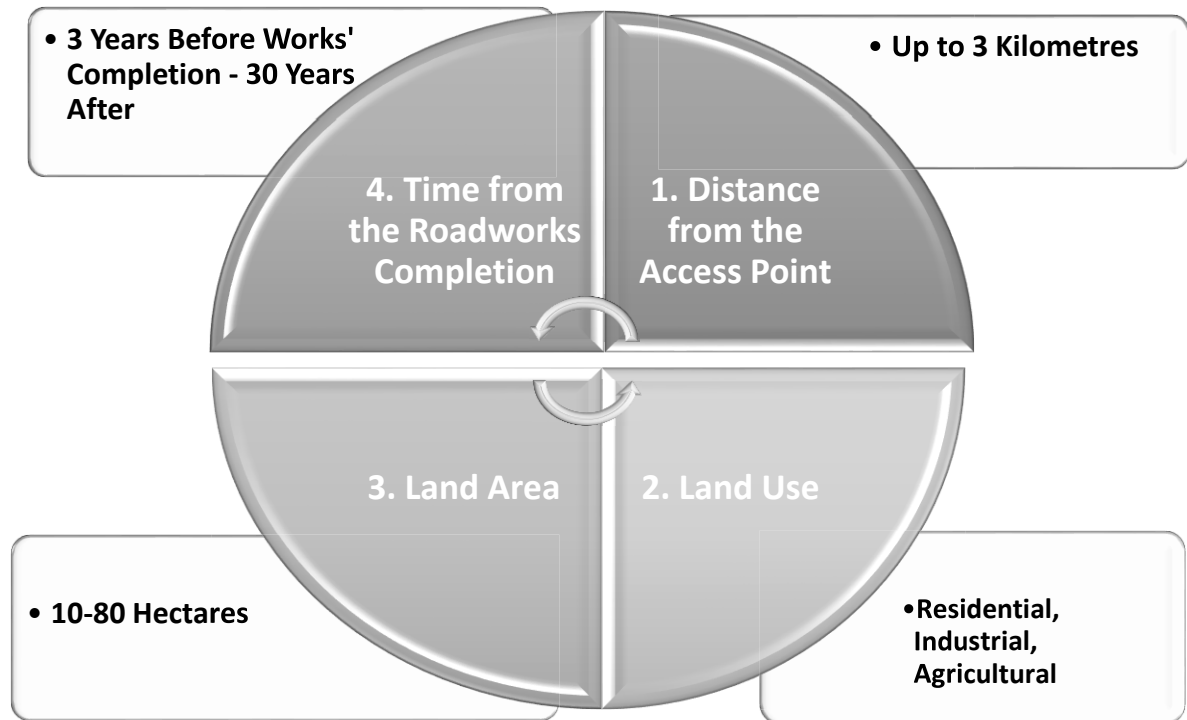 • 3 Years Before Works'
Completion - 30 Years
After
• Up to 3 Kilometres
4. Time from
the Roadworks
Completion
1. Distance
from the
Access Point
3. Land Area
2. Land Use
• 10-80 Hectares
•Residential,
Industrial,
Agricultural